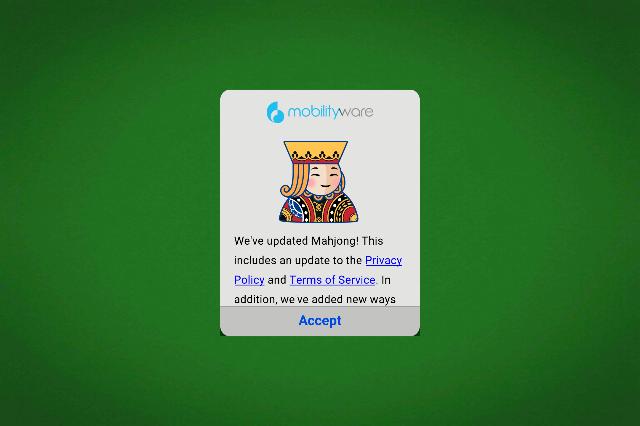 mobilityware
We've updated Mahjong! This
includes an update to the Privacy
Policy and Terms of Service. In
addition, we've added new ways
Accept